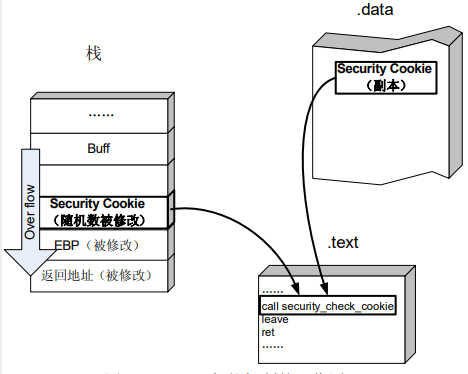 .data
栈
Security Cookie
（副本）
……
Buff
Over flow
Security Cookie
（随机数被修改）
EBP（被修改）
返回地址（被修改）
.text
……
call security_check_cookie
leave
ret
……